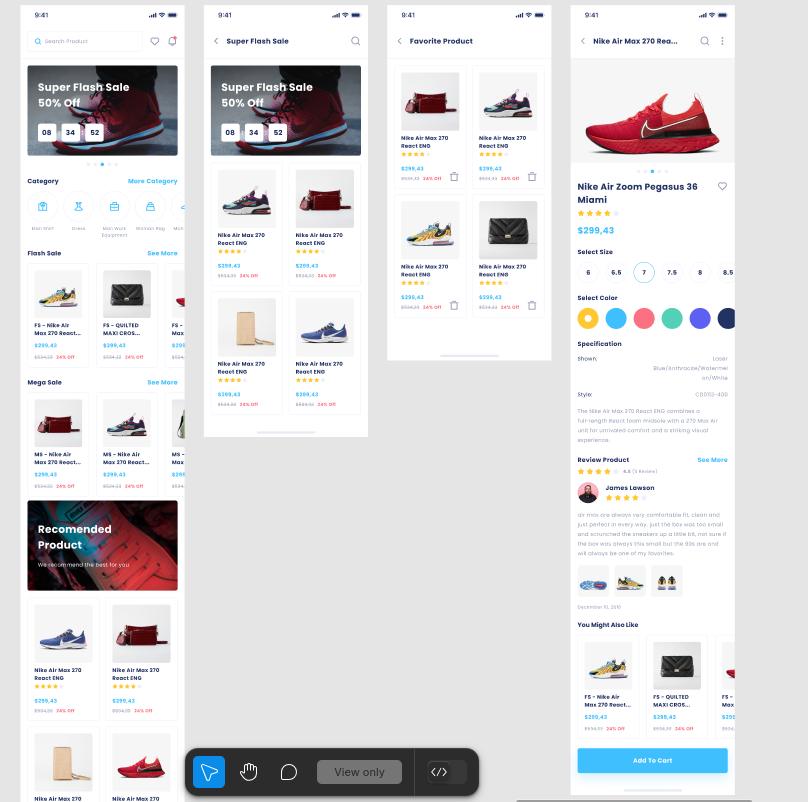 9:41
Search Product
Super Flash Sale
50% Off
08 34 52
Category More Category
Man Shirt Dress Man Work Equipment Woman Bag Man
Flash Sale See More
FS - Nike Air
Max 270 React...
$299,43
$534,33 24% Off
FS - QUILTED
MAXI CROS...
$299,43
$534,33 24% Off
FS -
Max
$299
$534,
Mega Sale See More
MS - Nike Air
Max 270 React...
$299,43
$534,33 24% Off
MS - Nike Air
Max 270 React...
$299,43
$534,33 24% Off
MS -
Max
$299
$534,
Recomended
Product
We recommend the best for you
Nike Air Max 270
React ENG
$299,43
$534,33 24% Off
Nike Air Max 270
React ENG
$299,43
$534,33 24% Off
Nike Air Max 270
Nike Air Max 270
9:41
Super Flash Sale
Super Flash Sale
50% Off
08 34 52
Nike Air Max 270
React ENG
$299,43
$534,33 24% Off
Nike Air Max 270
React ENG
$299,43
$534,33 24% Off
Nike Air Max 270
React ENG
$299,43
$534,33 24% Off
Nike Air Max 270
React ENG
$299,43
$534,33 24% Off
9:41
Favorite Product
Nike Air Max 270
React ENG
$299,43
$534,33 24% Off
Nike Air Max 270
React ENG
$299,43
$534,33 24% Off
Nike Air Max 270
React ENG
$299,43
$534,33 24% Off
Nike Air Max 270
React ENG
$299,43
$534,33 24% Off
9:41
Nike Air Max 270 Rea...
Nike Air Zoom Pegasus 36
Miami
$299,43
Select Size
6 6.5 7 7.5 8 8.5
Select Color
Specification
Shown: Laser
Blue/Anthracite/Watermel
on/White
Style: CD0113-400
The Nike Air Max 270 React ENG combines a
full-length React foam midsole with a 270 Max Air
unit for unrivaled comfort and a striking visual
experience.
Review Product See More
4.5 (5 Review)
James Lawson
air max are always very comfortable fit, clean and
just perfect in every way. just the box was too small
and scrunched the sneakers up a little bit, not sure if
the box was always this small but the 90s are and
will always be one of my favorites.
December 10, 2016
You Might Also Like
FS - Nike Air
Max 270 React...
$299,43
$534,33 24% Off
FS - QUILTED
MAXI CROS...
$299,43
$534,33 24% Off
FS -
Max
$299
$534,
Add To Cart
View only